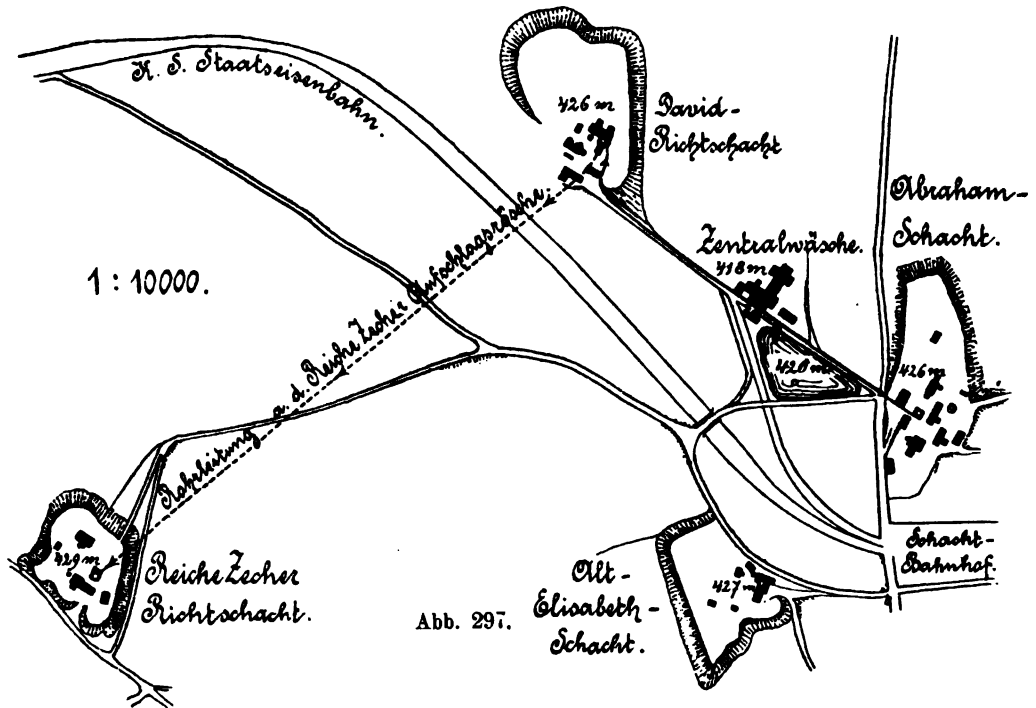 K. S. Staatseisenbahn.
426 m
David-
Richtschacht
Abraham-
Schacht.
Zentralwäsche.
418 m
1 : 10000.
420 m
426 m
Rohrleitung a. d. Reiche Zecher Aufschlagrösche.
429 m
Reiche Zecher
Richtschacht.
Abb. 297.
Alt-
Elisabeth-
Schacht.
427 m
Schacht-
Bahnhof.